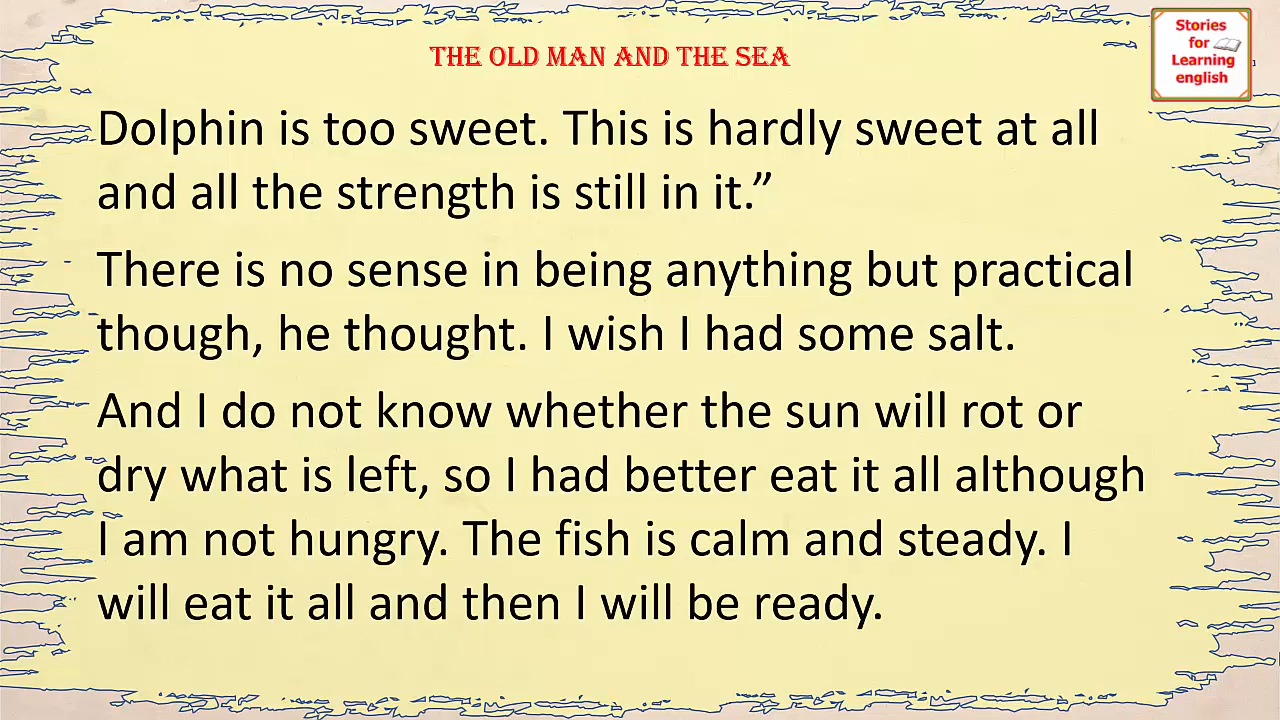 THE OLD MAN AND THE SEA
Stories
for
Learning
english
Dolphin is too sweet. This is hardly sweet at all
and all the strength is still in it.”
There is no sense in being anything but practical
though, he thought. I wish I had some salt.
And I do not know whether the sun will rot or
dry what is left, so I had better eat it all although
I am not hungry. The fish is calm and steady. I
will eat it all and then I will be ready.